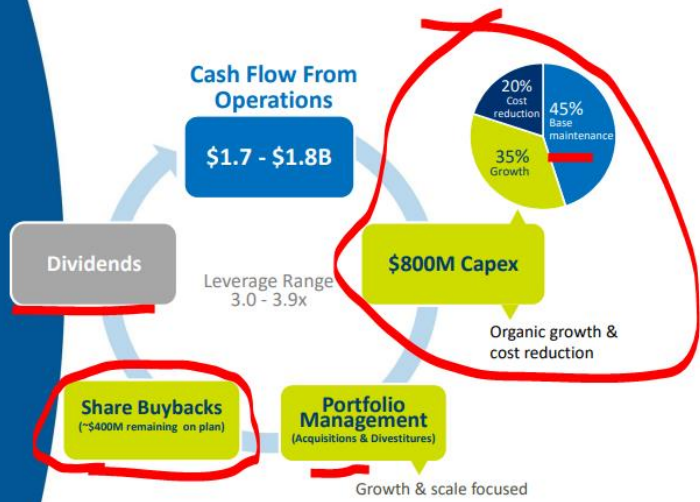 Cash Flow From
Operations
$1.7 - $1.8B
20%
Cost
reduction
45%
Base
maintenance
35%
Growth
Dividends
Leverage Range
3.0 - 3.9x
$800M Capex
Organic growth &
cost reduction
Share Buybacks
(~$400M remaining on plan)
Portfolio
Management
(Acquisitions & Divestitures)
Growth & scale focused